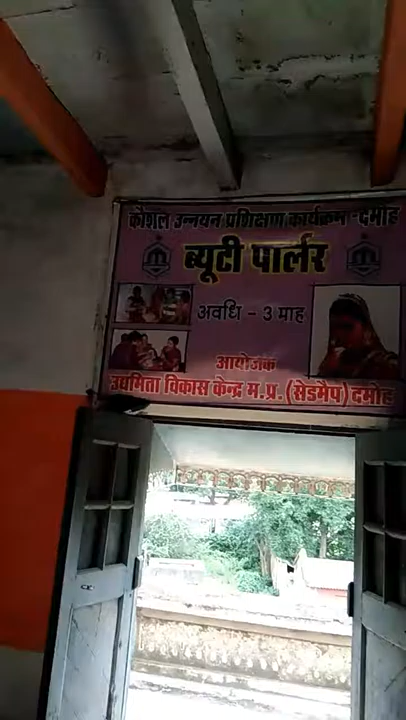 कौशल उन्नयन प्रशिक्षण कार्यक्रम - दमोह
ब्यूटी पार्लर
अवधि - 3 माह
आयोजक
उद्यमिता विकास केन्द्र म.प्र. (सेडमैप) दमोह